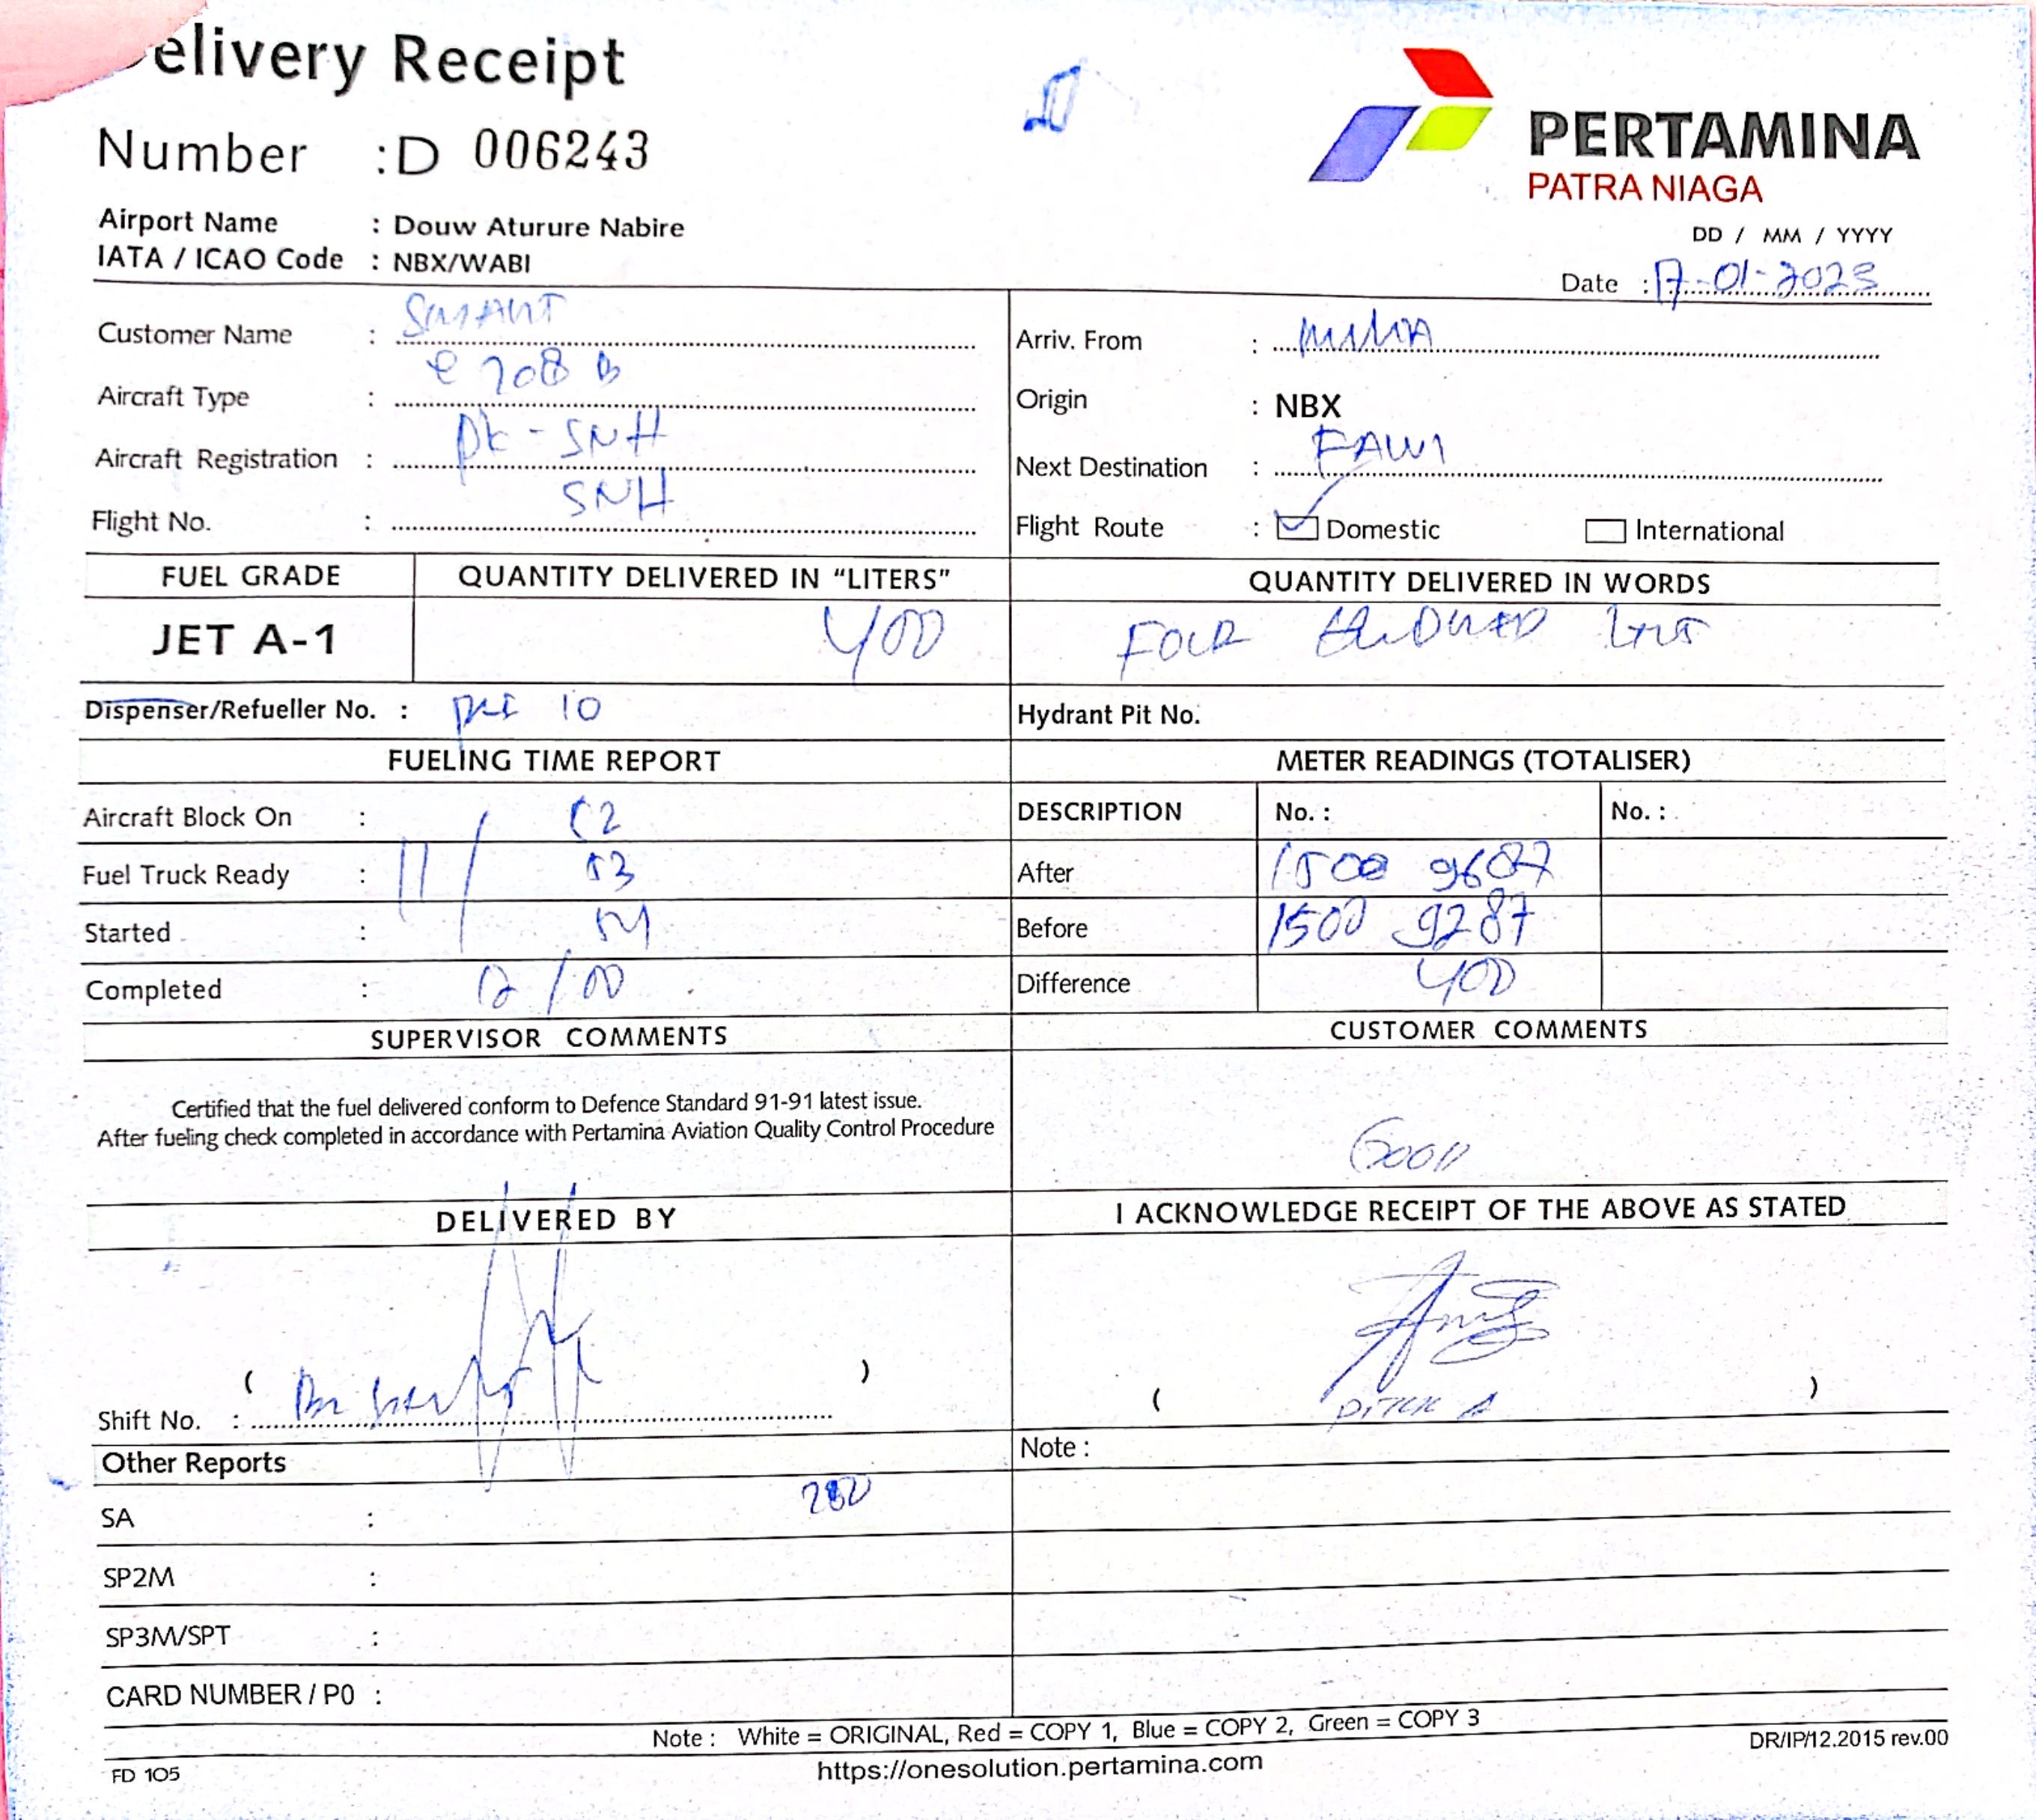 elivery Receipt
Number : D 006243
PERTAMINA
PATRA NIAGA
Airport Name : Douw Aturure Nabire
IATA / ICAO Code : NBX/WABI
DD / MM / YYYY
Date : 17-01-2023
Customer Name : SMART
Aircraft Type : C 208 B
Aircraft Registration : PK-SNH
Flight No. : SNH
Arriv. From :
Origin : NBX
Next Destination : FAWI
Flight Route : Domestic International
FUEL GRADE QUANTITY DELIVERED IN "LITERS" QUANTITY DELIVERED IN WORDS
JET A-1 400 FOUR HUNDRED
Dispenser/Refueller No. : 10 Hydrant Pit No.
FUELING TIME REPORT METER READINGS (TOTALISER)
Aircraft Block On : 52
Fuel Truck Ready : 11 / 53
Started : 54
Completed : 12 / 00
DESCRIPTION No. : No. :
After 1500 9687
Before 1500 9287
Difference 400
SUPERVISOR COMMENTS CUSTOMER COMMENTS
Certified that the fuel delivered conform to Defence Standard 91-91 latest issue.
After fueling check completed in accordance with Pertamina Aviation Quality Control Procedure
GOOD
DELIVERED BY I ACKNOWLEDGE RECEIPT OF THE ABOVE AS STATED
( ) ( )
Shift No. :
Other Reports Note :
SA :
SP2M :
SP3M/SPT :
CARD NUMBER / PO :
Note : White = ORIGINAL, Red = COPY 1, Blue = COPY 2, Green = COPY 3
DR/IP/12.2015 rev.00
FD 105 https://onesolution.pertamina.com